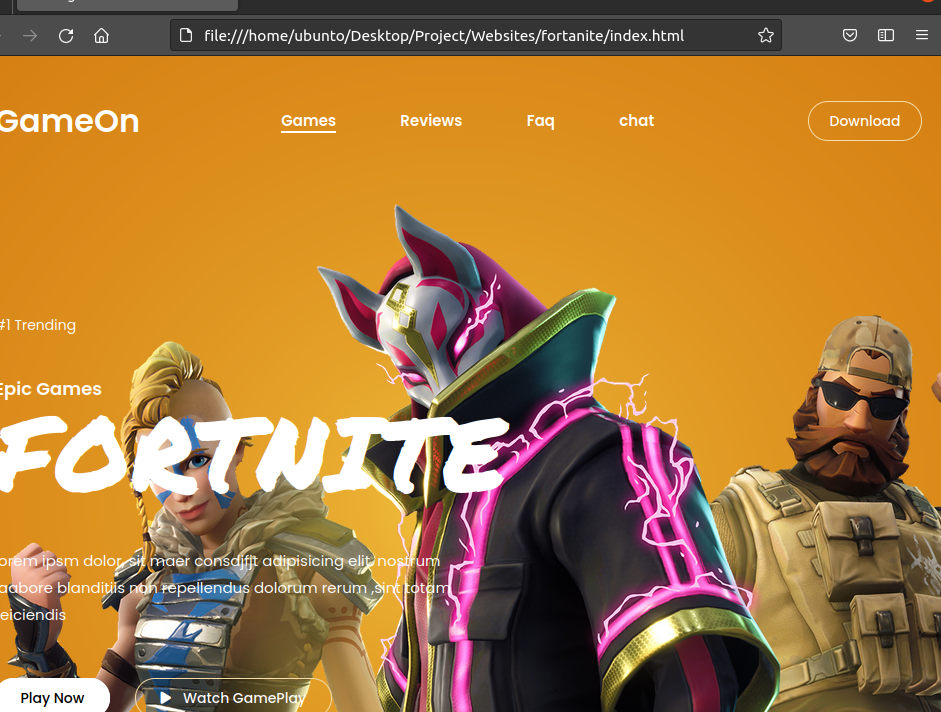 file:///home/ubunto/Desktop/Project/Websites/fortanite/index.html
GameOn
Games Reviews Faq chat Download
#1 Trending
Epic Games
FORTNITE
orem ipsm dolor, sit maer consdjfjt adipisicing elit, nostrum
blanditiis non repellendus dolorum rerum ,sint totam
eiciendis
Play Now Watch GamePlay